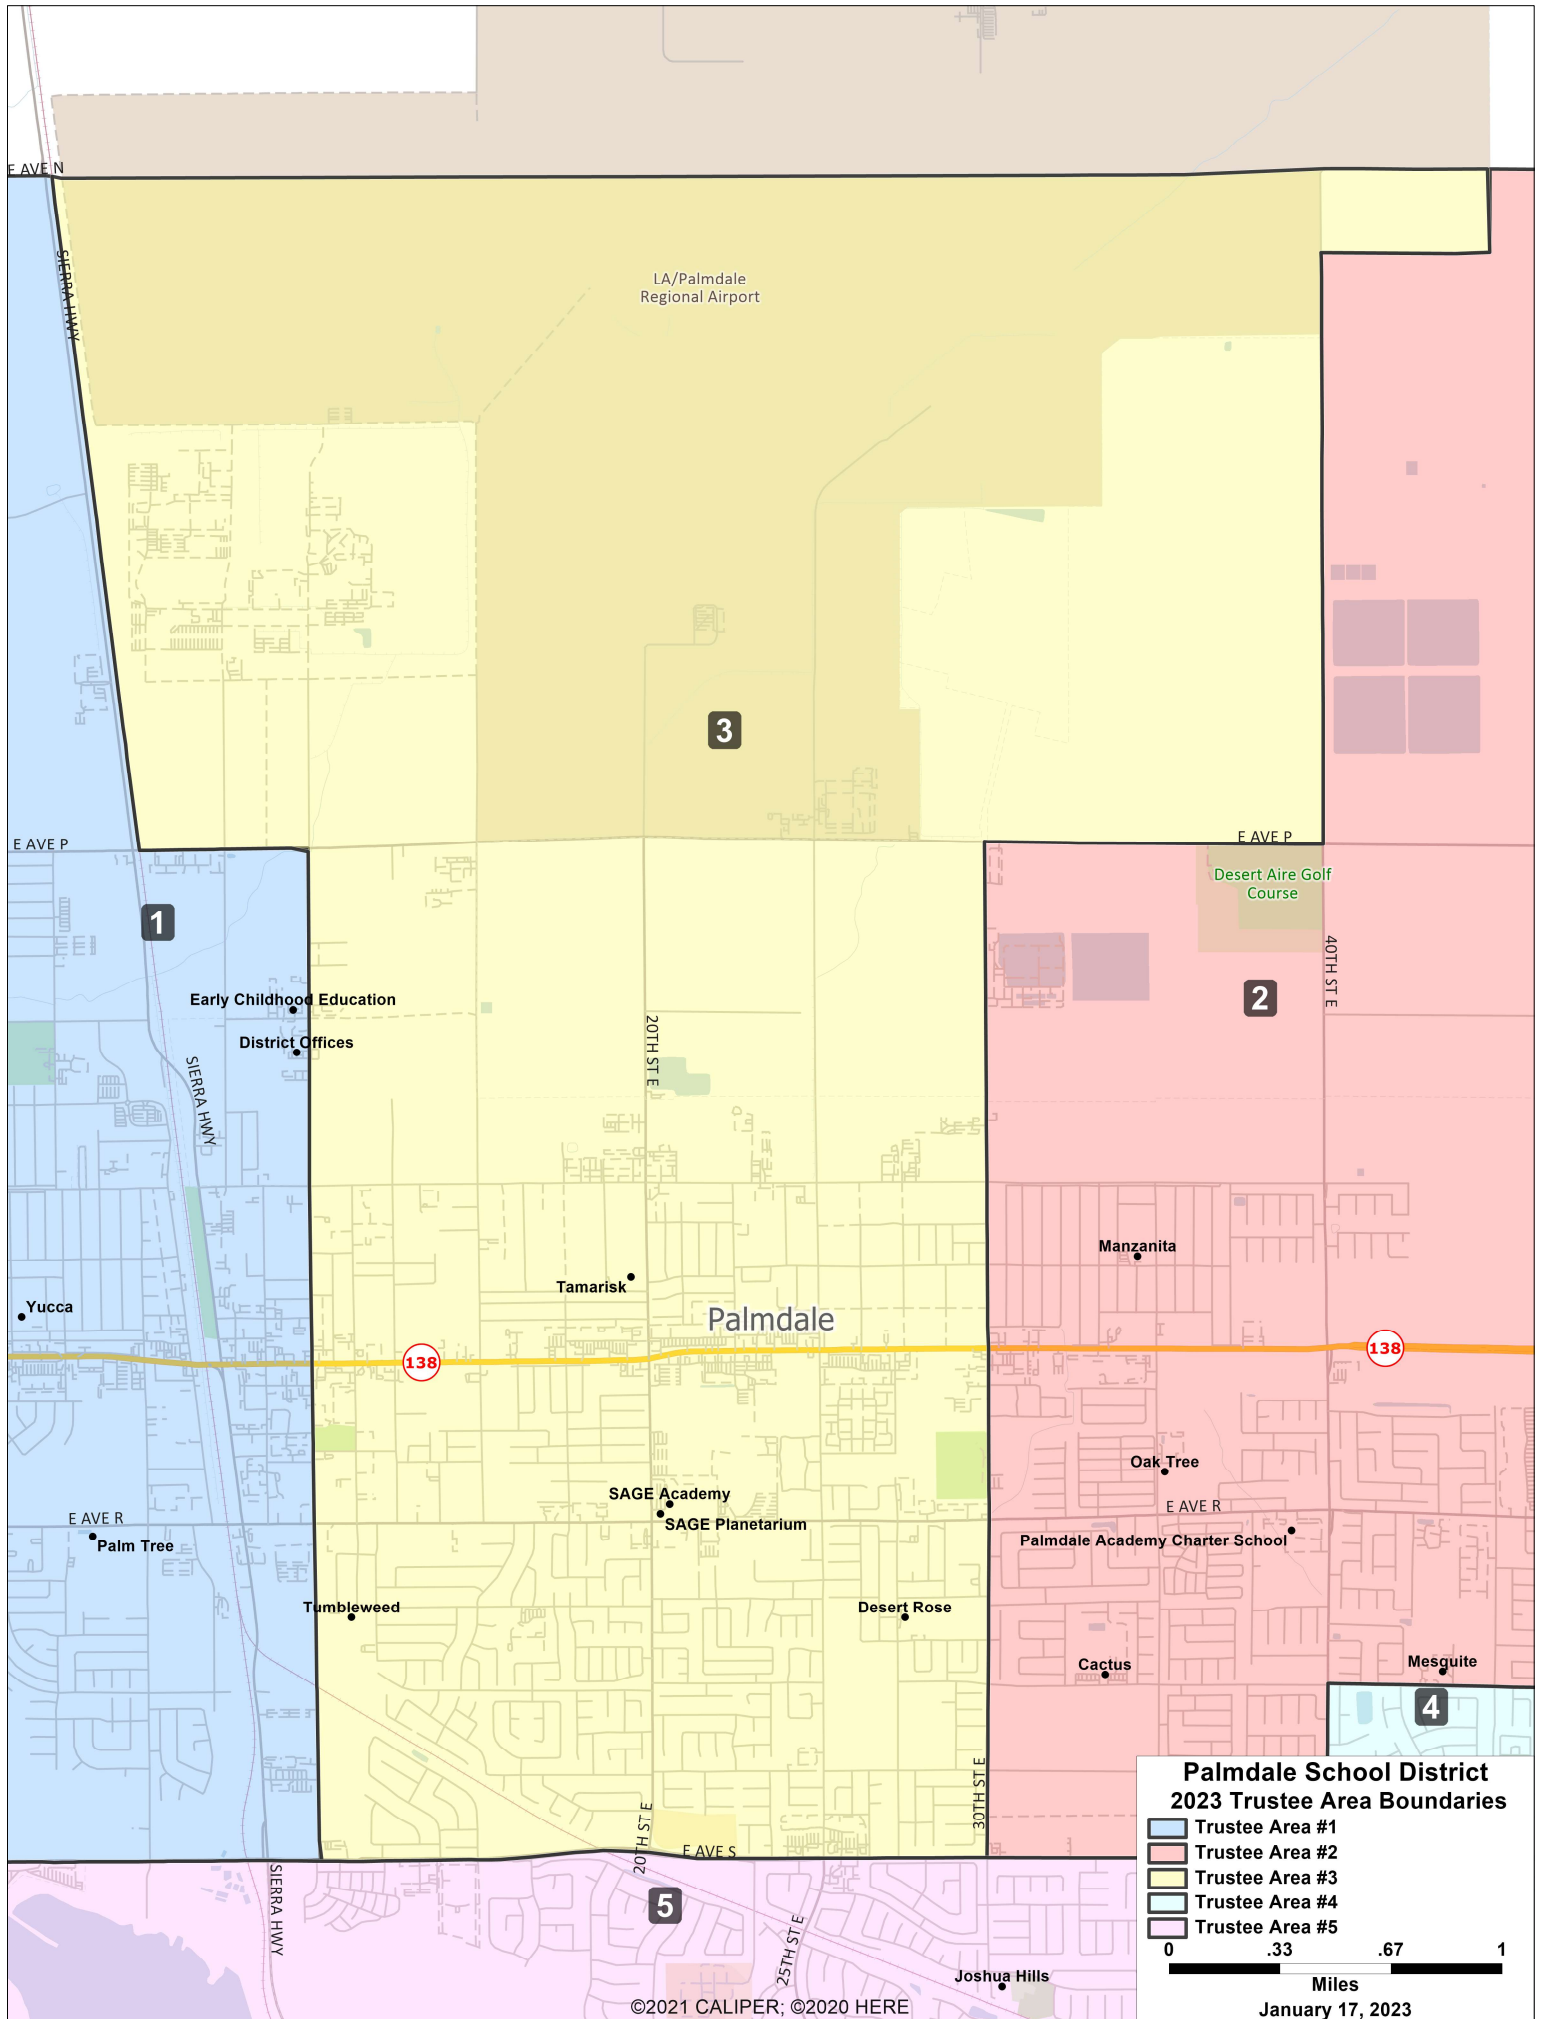 E AVE N
SIERRA HWY
LA/Palmdale
Regional Airport
3
E AVE P
E AVE P
Desert Aire Golf
Course
1
40TH ST E
2
Early Childhood Education
District Offices
20TH ST E
SIERRA HWY
Manzanita
Tamarisk
Yucca
Palmdale
138
138
Oak Tree
SAGE Academy
E AVE R
E AVE R
SAGE Planetarium
Palm Tree
Palmdale Academy Charter School
Tumbleweed
Desert Rose
Cactus
Mesquite
4
30TH ST E
20TH ST E
E AVE S
SIERRA HWY
5
25TH ST E
Joshua Hills
©2021 CALIPER; ©2020 HERE
Palmdale School District
2023 Trustee Area Boundaries
Trustee Area #1
Trustee Area #2
Trustee Area #3
Trustee Area #4
Trustee Area #5
0 .33 .67 1
Miles
January 17, 2023